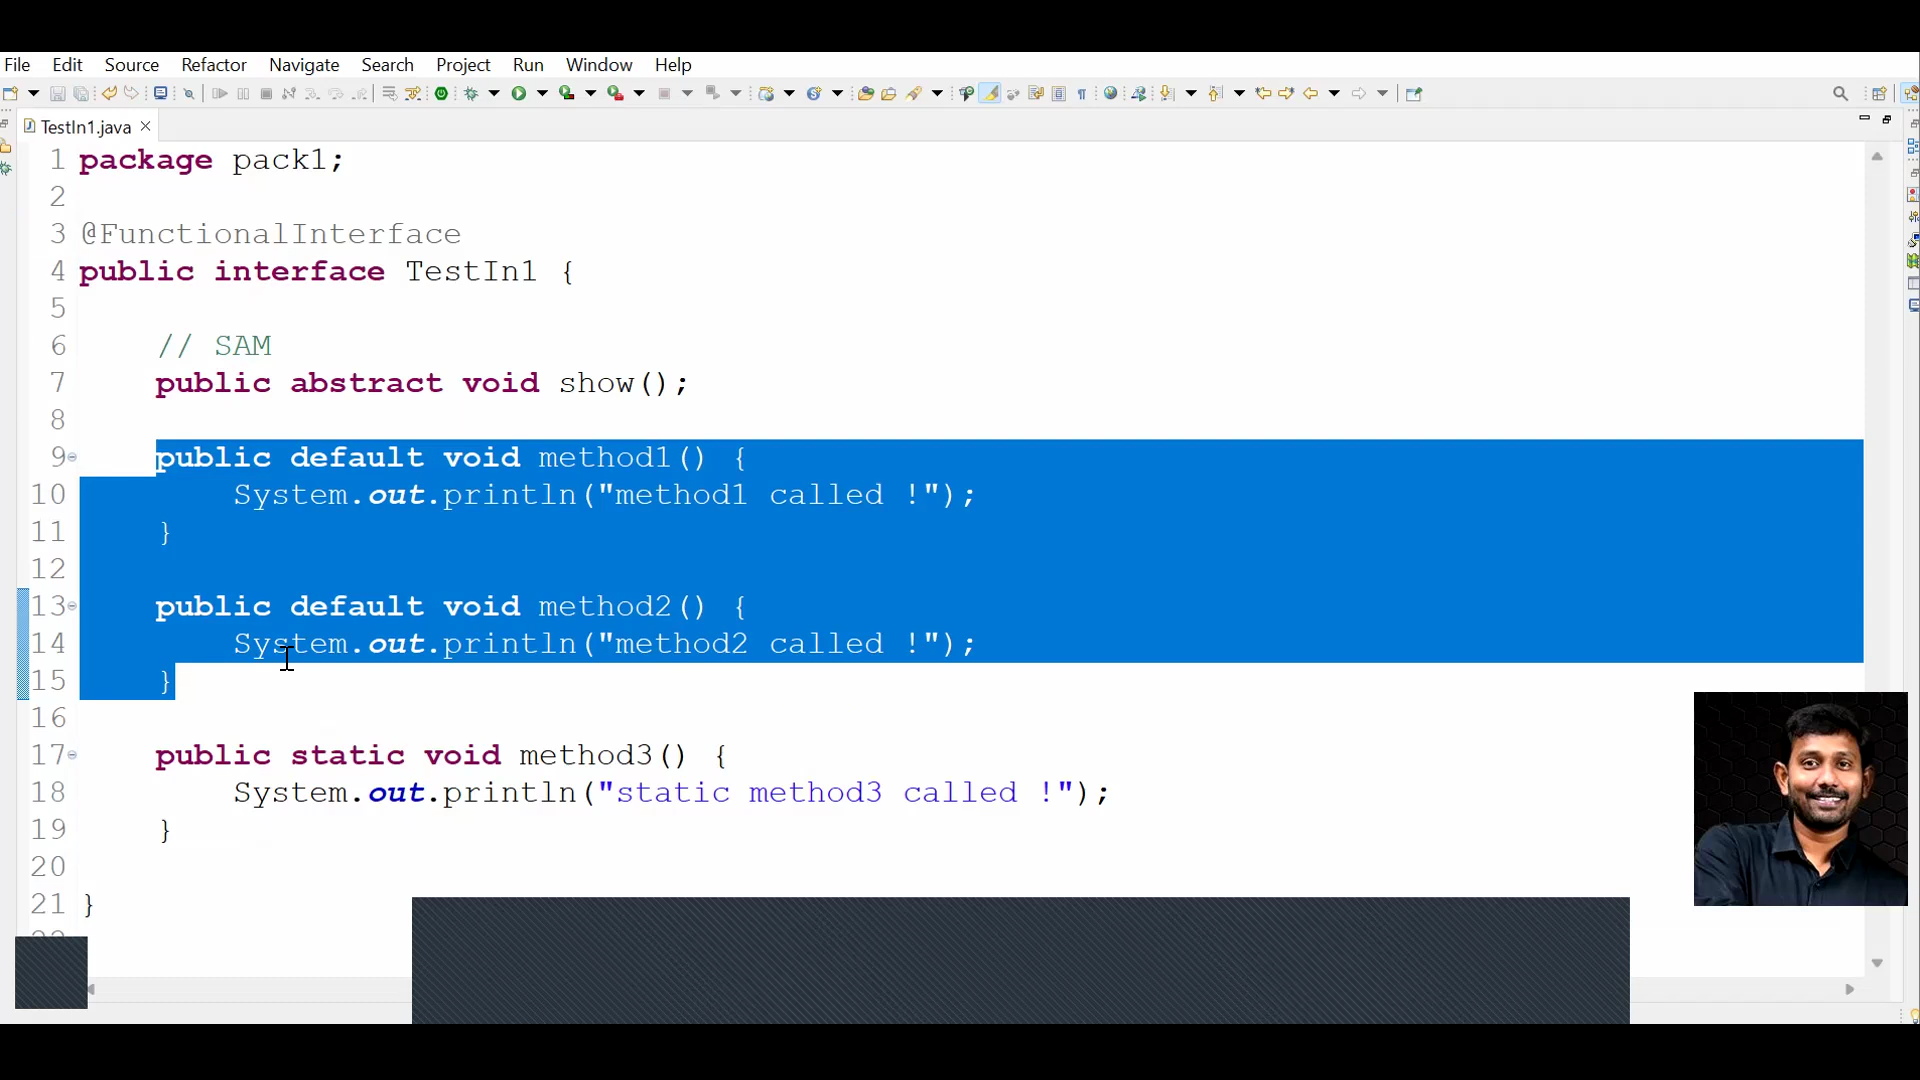 File Edit Source Refactor Navigate Search Project Run Window Help
TestIn1.java
1 package pack1;
2
3 @FunctionalInterface
4 public interface TestIn1 {
5
6 // SAM
7 public abstract void show();
8
9 public default void method1() {
10 System.out.println("method1 called !");
11 }
12
13 public default void method2() {
14 System.out.println("method2 called !");
15 }
16
17 public static void method3() {
18 System.out.println("static method3 called !");
19 }
20
21 }